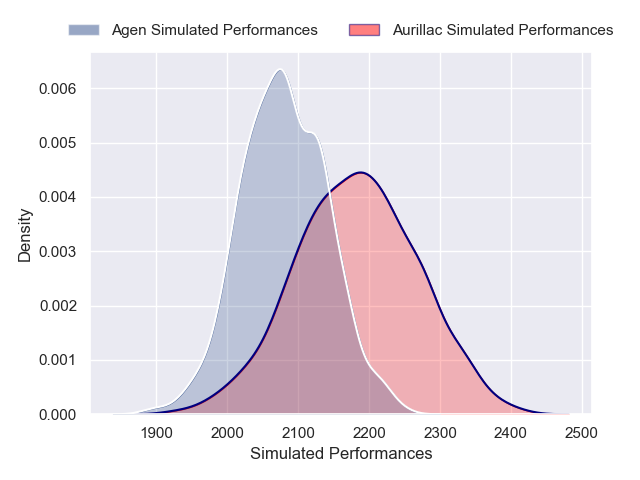 Agen Simulated Performances
Aurillac Simulated Performances
0.006
0.005
0.004
0.003
0.002
0.001
0.000
Density
1900 2000 2100 2200 2300 2400 2500
Simulated Performances